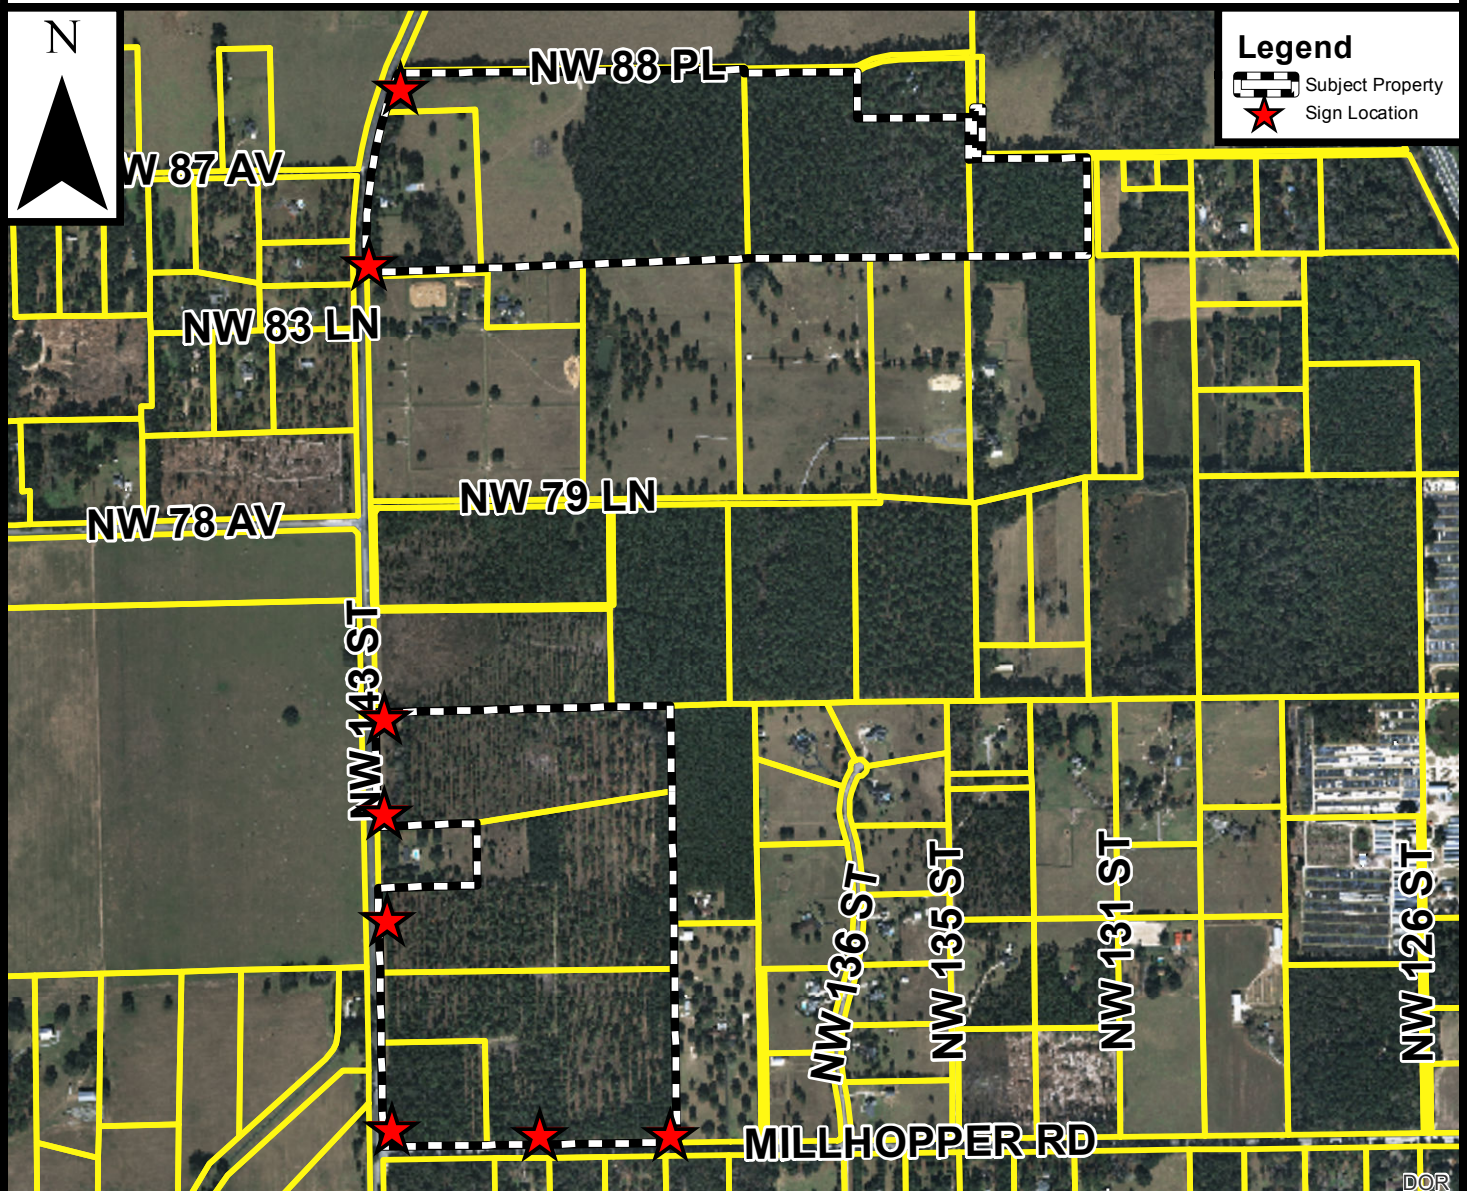 N
Legend
Subject Property
Sign Location
NW 88 PL
W 87 AV
NW 83 LN
NW 79 LN
NW 78 AV
NW 143 ST
NW 136 ST
NW 135 ST
NW 131 ST
NW 126 ST
MILLHOPPER RD
DOR